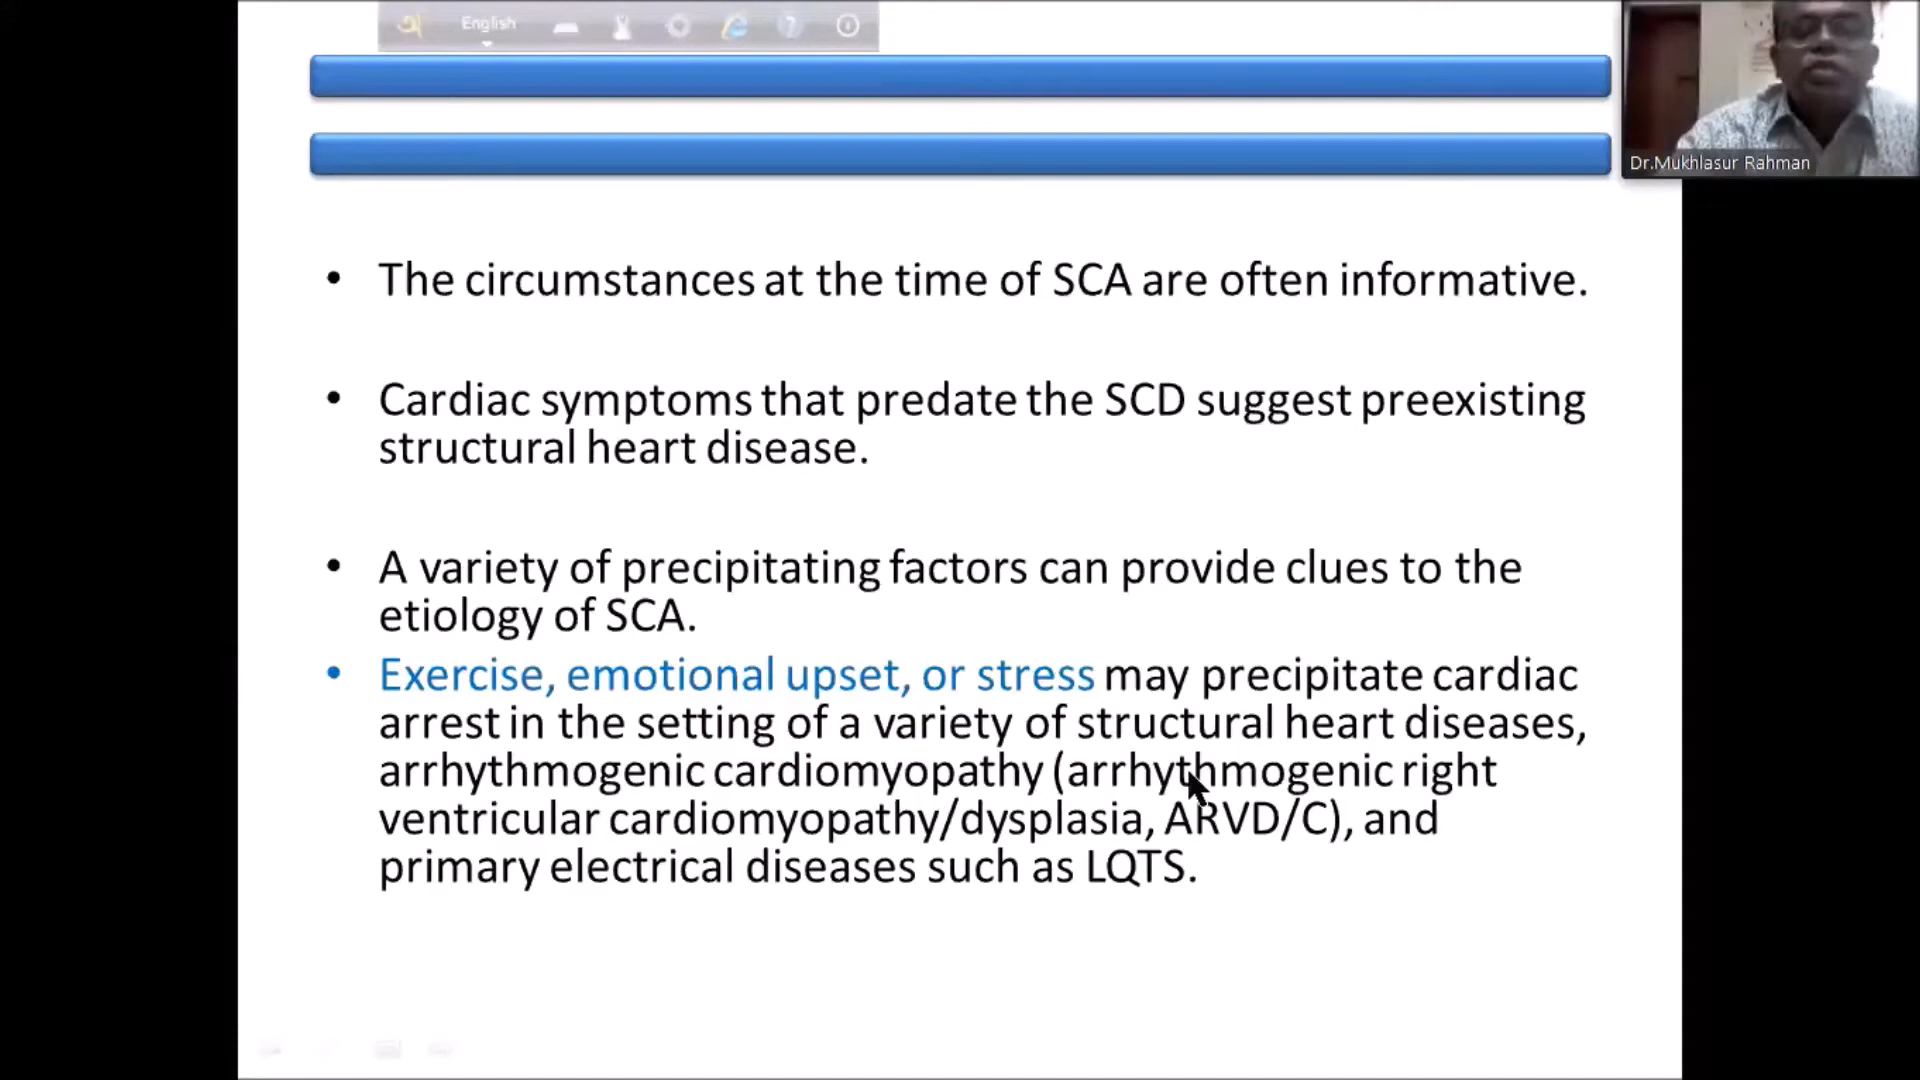 English
Dr.Mukhlasur Rahman
• The circumstances at the time of SCA are often informative.
• Cardiac symptoms that predate the SCD suggest preexisting
structural heart disease.
• A variety of precipitating factors can provide clues to the
etiology of SCA.
• Exercise, emotional upset, or stress may precipitate cardiac
arrest in the setting of a variety of structural heart diseases,
arrhythmogenic cardiomyopathy (arrhythmogenic right
ventricular cardiomyopathy/dysplasia, ARVD/C), and
primary electrical diseases such as LQTS.